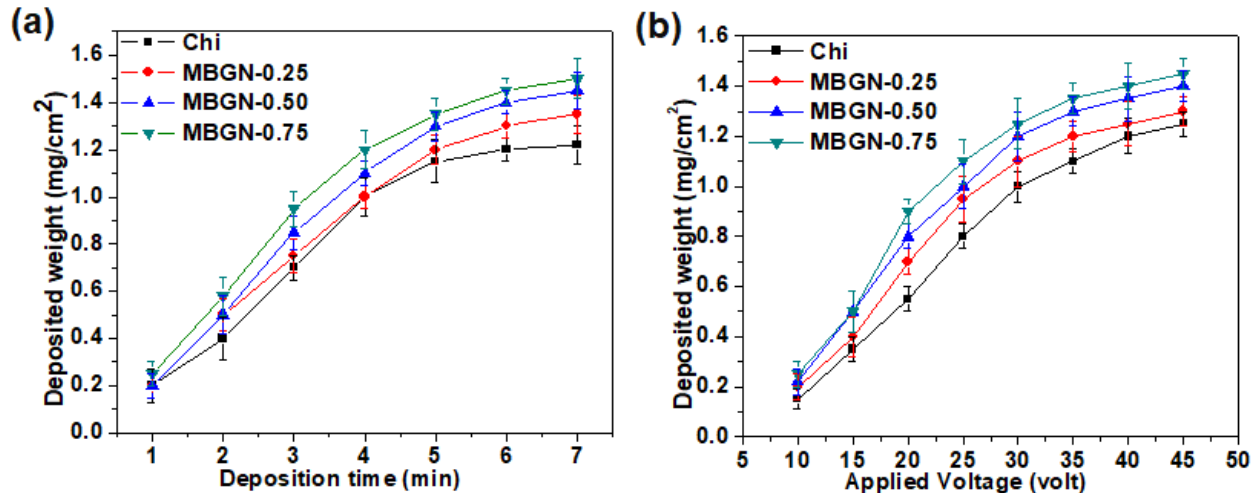 (a)
Chi
MBGN-0.25
MBGN-0.50
MBGN-0.75
Deposited weight (mg/cm²)
1.6
1.4
1.2
1.0
0.8
0.6
0.4
0.2
0.0
1 2 3 4 5 6 7
Deposition time (min)
(b)
Chi
MBGN-0.25
MBGN-0.50
MBGN-0.75
Deposited weight (mg/cm²)
1.6
1.4
1.2
1.0
0.8
0.6
0.4
0.2
0.0
5 10 15 20 25 30 35 40 45 50
Applied Voltage (volt)